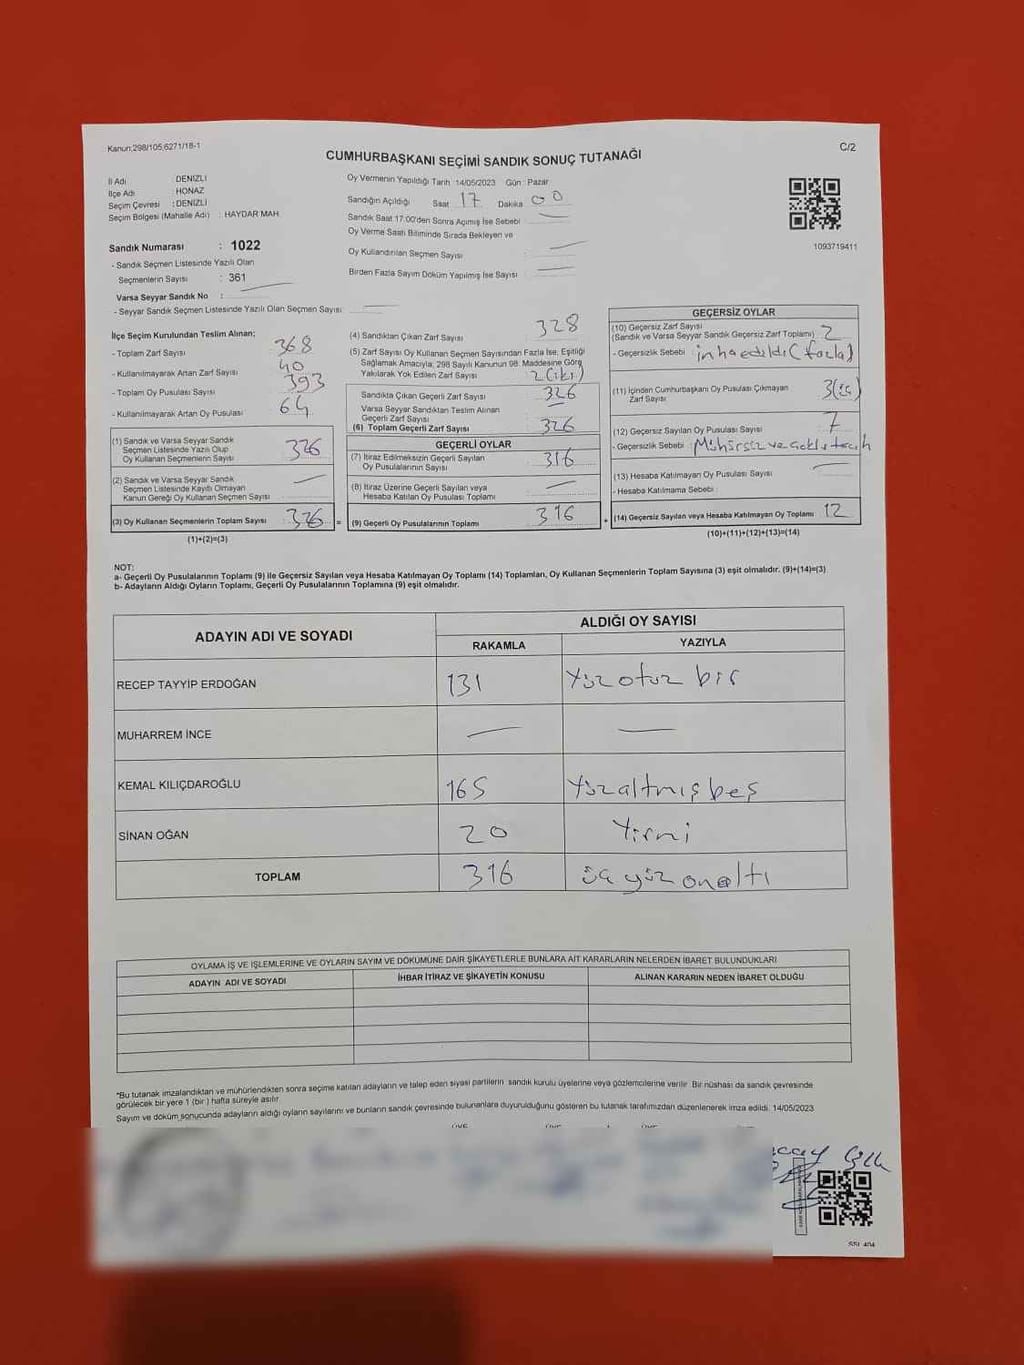 Kanun;298/105,6271/18-1
C/2
CUMHURBAŞKANI SEÇİMİ SANDIK SONUÇ TUTANAĞI
İl Adı : DENİZLİ
İlçe Adı : HONAZ
Seçim Çevresi : DENİZLİ
Seçim Bölgesi (Mahalle Adı) : HAYDAR MAH.
Sandık Numarası : 1022
- Sandık Seçmen Listesinde Yazılı Olan
Seçmenlerin Sayısı : 361
Varsa Seyyar Sandık No :
- Seyyar Sandık Seçmen Listesinde Yazılı Olan Seçmen Sayısı :
Oy Vermenin Yapıldığı Tarih : 14/05/2023 Gün : Pazar
Sandığın Açıldığı Saat 17 Dakika 00
Sandık Saat 17:00'den Sonra Açılmış İse Sebebi
Oy Verme Saati Bitiminde Sırada Bekleyen ve
Oy Kullandırılan Seçmen Sayısı :
Birden Fazla Sayım Döküm Yapılmış İse Sayısı :
1093719411
İlçe Seçim Kurulundan Teslim Alınan;
- Toplam Zarf Sayısı 368
- Kullanılmayarak Artan Zarf Sayısı 40
- Toplam Oy Pusulası Sayısı 393
- Kullanılmayarak Artan Oy Pusulası 64
(1) Sandık ve Varsa Seyyar Sandık
Seçmen Listesinde Yazılı Olup
Oy Kullanan Seçmenlerin Sayısı 326
(2) Sandık ve Varsa Seyyar Sandık
Seçmen Listesinde Kayıtlı Olmayan
Kanun Gereği Oy Kullanan Seçmen Sayısı
(3) Oy Kullanan Seçmenlerin Toplam Sayısı 326 =
(1)+(2)=(3)
(4) Sandıktan Çıkan Zarf Sayısı 328
(5) Zarf Sayısı Oy Kullanan Seçmen Sayısından Fazla İse, Eşitliği
Sağlamak Amacıyla; 298 Sayılı Kanunun 98. Maddesine Göre
Yakılarak Yok Edilen Zarf Sayısı 2 (iki)
Sandıkta Çıkan Geçerli Zarf Sayısı 326
Varsa Seyyar Sandıktan Teslim Alınan
Geçerli Zarf Sayısı
(6) Toplam Geçerli Zarf Sayısı 326
GEÇERLİ OYLAR
(7) İtiraz Edilmeksizin Geçerli Sayılan
Oy Pusulalarının Sayısı 316
(8) İtiraz Üzerine Geçerli Sayılan veya
Hesaba Katılan Oy Pusulası Toplamı
(9) Geçerli Oy Pusulalarının Toplamı 316 +
GEÇERSİZ OYLAR
(10) Geçersiz Zarf Sayısı
(Sandık ve Varsa Seyyar Sandık Geçersiz Zarf Toplamı) 2
- Geçersizlik Sebebi : inha edildi (fazla)
(11) İçinden Cumhurbaşkanı Oy Pusulası Çıkmayan
Zarf Sayısı 3 (üç)
(12) Geçersiz Sayılan Oy Pusulası Sayısı 7
- Geçersizlik Sebebi : Mühürsüz ve çoklu tercih
(13) Hesaba Katılmayan Oy Pusulası Sayısı
- Hesaba Katılmama Sebebi :
(14) Geçersiz Sayılan veya Hesaba Katılmayan Oy Toplamı 12
(10)+(11)+(12)+(13)=(14)
NOT:
a- Geçerli Oy Pusulalarının Toplamı (9) ile Geçersiz Sayılan veya Hesaba Katılmayan Oy Toplamı (14) Toplamları, Oy Kullanan Seçmenlerin Toplam Sayısına (3) eşit olmalıdır. (9)+(14)=(3)
b- Adayların Aldığı Oyların Toplamı, Geçerli Oy Pusulalarının Toplamına (9) eşit olmalıdır.
ADAYIN ADI VE SOYADI
ALDIĞI OY SAYISI
RAKAMLA YAZIYLA
RECEP TAYYİP ERDOĞAN 131 Yüz otuz bir
MUHARREM İNCE
KEMAL KILIÇDAROĞLU 165 Yüzaltmışbeş
SİNAN OĞAN 20 Yirmi
TOPLAM 316 üç yüz onaltı
OYLAMA İŞ VE İŞLEMLERİNE VE OYLARIN SAYIM VE DÖKÜMÜNE DAİR ŞİKAYETLERLE BUNLARA AİT KARARLARIN NELERDEN İBARET BULUNDUKLARI
ADAYIN ADI VE SOYADI İHBAR İTİRAZ VE ŞİKAYETİN KONUSU ALINAN KARARIN NEDEN İBARET OLDUĞU
*Bu tutanak imzalandıktan ve mühürlendikten sonra seçime katılan adayların ve talep eden siyasi partilerin sandık kurulu üyelerine veya gözlemcilerine verilir. Bir nüshası da sandık çevresinde
görülecek bir yere 1 (bir ) hafta süreyle asılır.
Sayım ve döküm sonucunda adayların aldığı oyların sayılarını ve bunların sandık çevresinde bulunanlara duyurulduğunu gösteren bu tutanak tarafımızdan düzenlenerek imza edildi. 14/05/2023